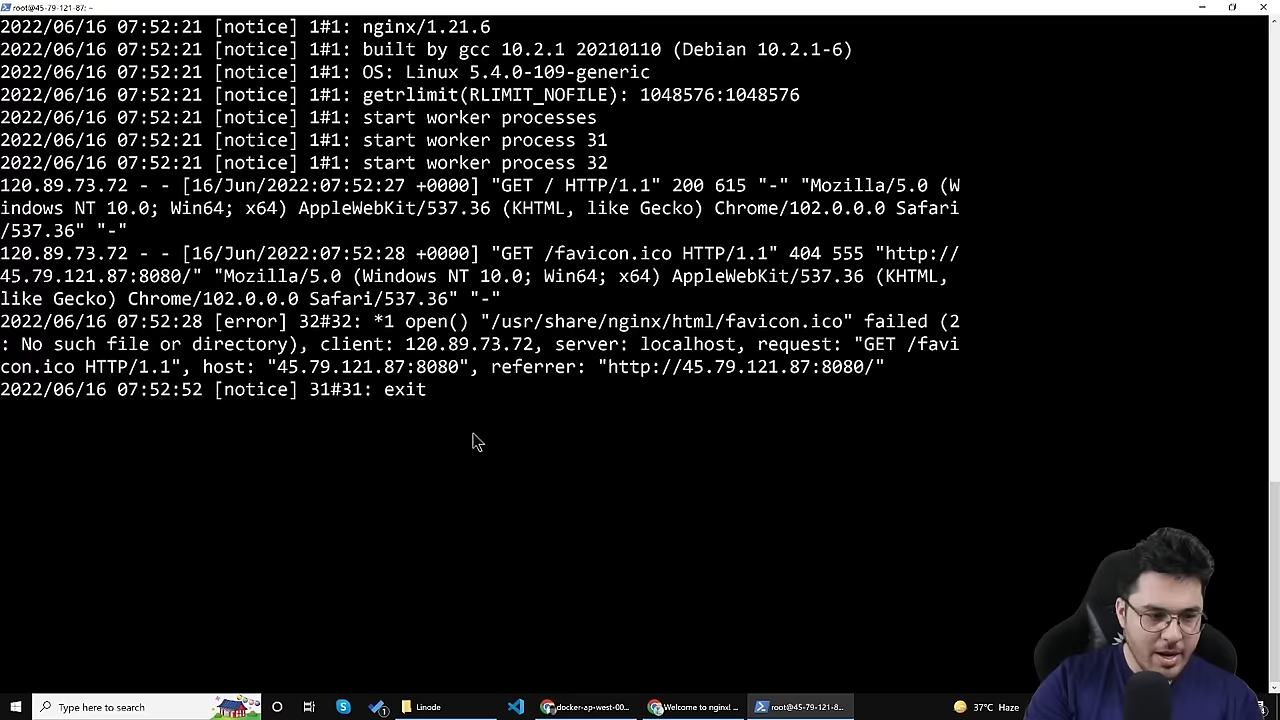 root@45-79-121-87: ~
2022/06/16 07:52:21 [notice] 1#1: nginx/1.21.6
2022/06/16 07:52:21 [notice] 1#1: built by gcc 10.2.1 20210110 (Debian 10.2.1-6)
2022/06/16 07:52:21 [notice] 1#1: OS: Linux 5.4.0-109-generic
2022/06/16 07:52:21 [notice] 1#1: getrlimit(RLIMIT_NOFILE): 1048576:1048576
2022/06/16 07:52:21 [notice] 1#1: start worker processes
2022/06/16 07:52:21 [notice] 1#1: start worker process 31
2022/06/16 07:52:21 [notice] 1#1: start worker process 32
120.89.73.72 - - [16/Jun/2022:07:52:27 +0000] "GET / HTTP/1.1" 200 615 "-" "Mozilla/5.0 (W
indows NT 10.0; Win64; x64) AppleWebKit/537.36 (KHTML, like Gecko) Chrome/102.0.0.0 Safari
/537.36" "-"
120.89.73.72 - - [16/Jun/2022:07:52:28 +0000] "GET /favicon.ico HTTP/1.1" 404 555 "http://
45.79.121.87:8080/" "Mozilla/5.0 (Windows NT 10.0; Win64; x64) AppleWebKit/537.36 (KHTML,
like Gecko) Chrome/102.0.0.0 Safari/537.36" "-"
2022/06/16 07:52:28 [error] 32#32: *1 open() "/usr/share/nginx/html/favicon.ico" failed (2
: No such file or directory), client: 120.89.73.72, server: localhost, request: "GET /favi
con.ico HTTP/1.1", host: "45.79.121.87:8080", referrer: "http://45.79.121.87:8080/"
2022/06/16 07:52:52 [notice] 31#31: exit
Type here to search
Linode
docker-ap-west-00...
Welcome to nginx! ...
root@45-79-121-8...
37°C Haze